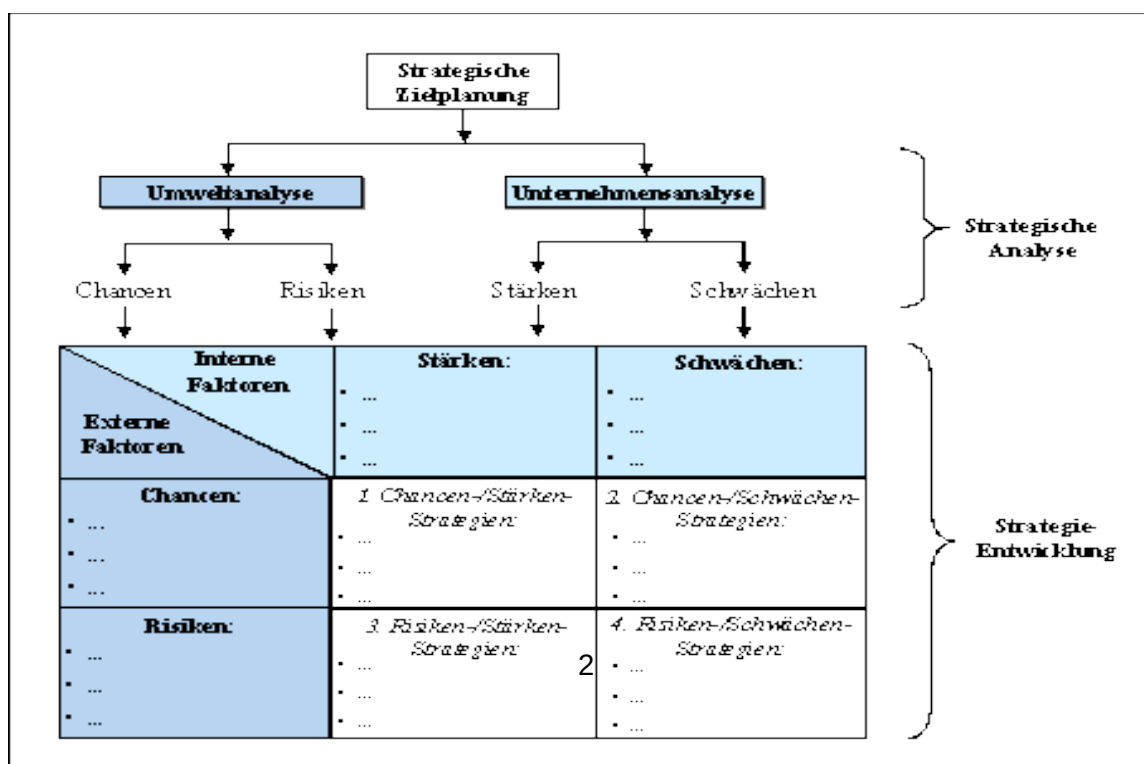 Strategische
Zielplanung
Umweltanalyse
Unternehmensanalyse
Strategische
Analyse
Chancen
Risiken
Stärken
Schwächen
Interne
Faktoren
Externe
Faktoren
Stärken:
▪ ...
▪ ...
▪ ...
Schwächen:
▪ ...
▪ ...
▪ ...
Chancen:
▪ ...
▪ ...
▪ ...
1. Chancen-/Stärken-
Strategien:
▪ ...
▪ ...
▪ ...
2. Chancen-/Schwächen-
Strategien:
▪ ...
▪ ...
▪ ...
Strategie-
Entwicklung
Risiken:
▪ ...
▪ ...
▪ ...
3. Risiken-/Stärken-
Strategien:
▪ ...
▪ ...
▪ ...
4. Risiken-/Schwächen-
Strategien:
▪ ...
▪ ...
▪ ...
2